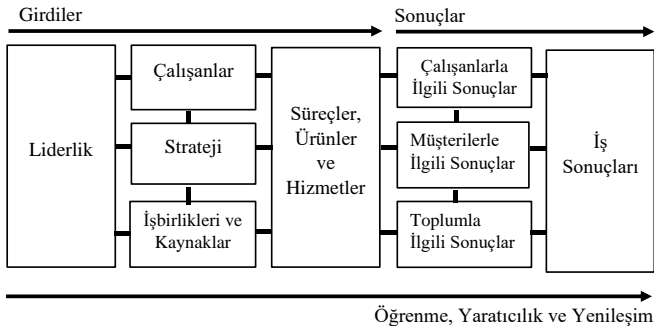 Girdiler
Sonuçlar
Liderlik
Çalışanlar
Strateji
İşbirlikleri ve
Kaynaklar
Süreçler,
Ürünler
ve
Hizmetler
Çalışanlarla
İlgili Sonuçlar
Müşterilerle
İlgili Sonuçlar
Toplumla
İlgili Sonuçlar
İş
Sonuçları
Öğrenme, Yaratıcılık ve Yenileşim